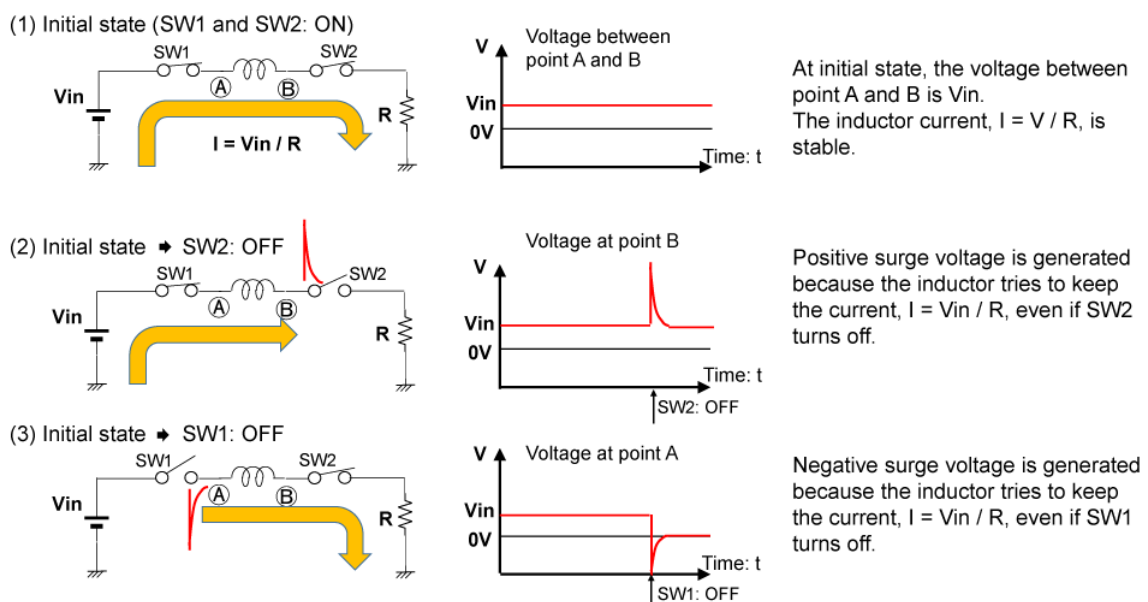 (1) Initial state (SW1 and SW2: ON)
SW1
SW2
Vin
A
B
R
I = Vin / R
V
Voltage between
point A and B
Vin
0V
Time: t
At initial state, the voltage between
point A and B is Vin.
The inductor current, I = V / R, is
stable.
(2) Initial state ➧ SW2: OFF
SW1
SW2
Vin
A
B
R
Voltage at point B
V
Vin
0V
Time: t
SW2: OFF
Positive surge voltage is generated
because the inductor tries to keep
the current, I = Vin / R, even if SW2
turns off.
(3) Initial state ➧ SW1: OFF
SW1
SW2
Vin
A
B
R
V
Voltage at point A
Vin
0V
Time: t
SW1: OFF
Negative surge voltage is generated
because the inductor tries to keep
the current, I = Vin / R, even if SW1
turns off.